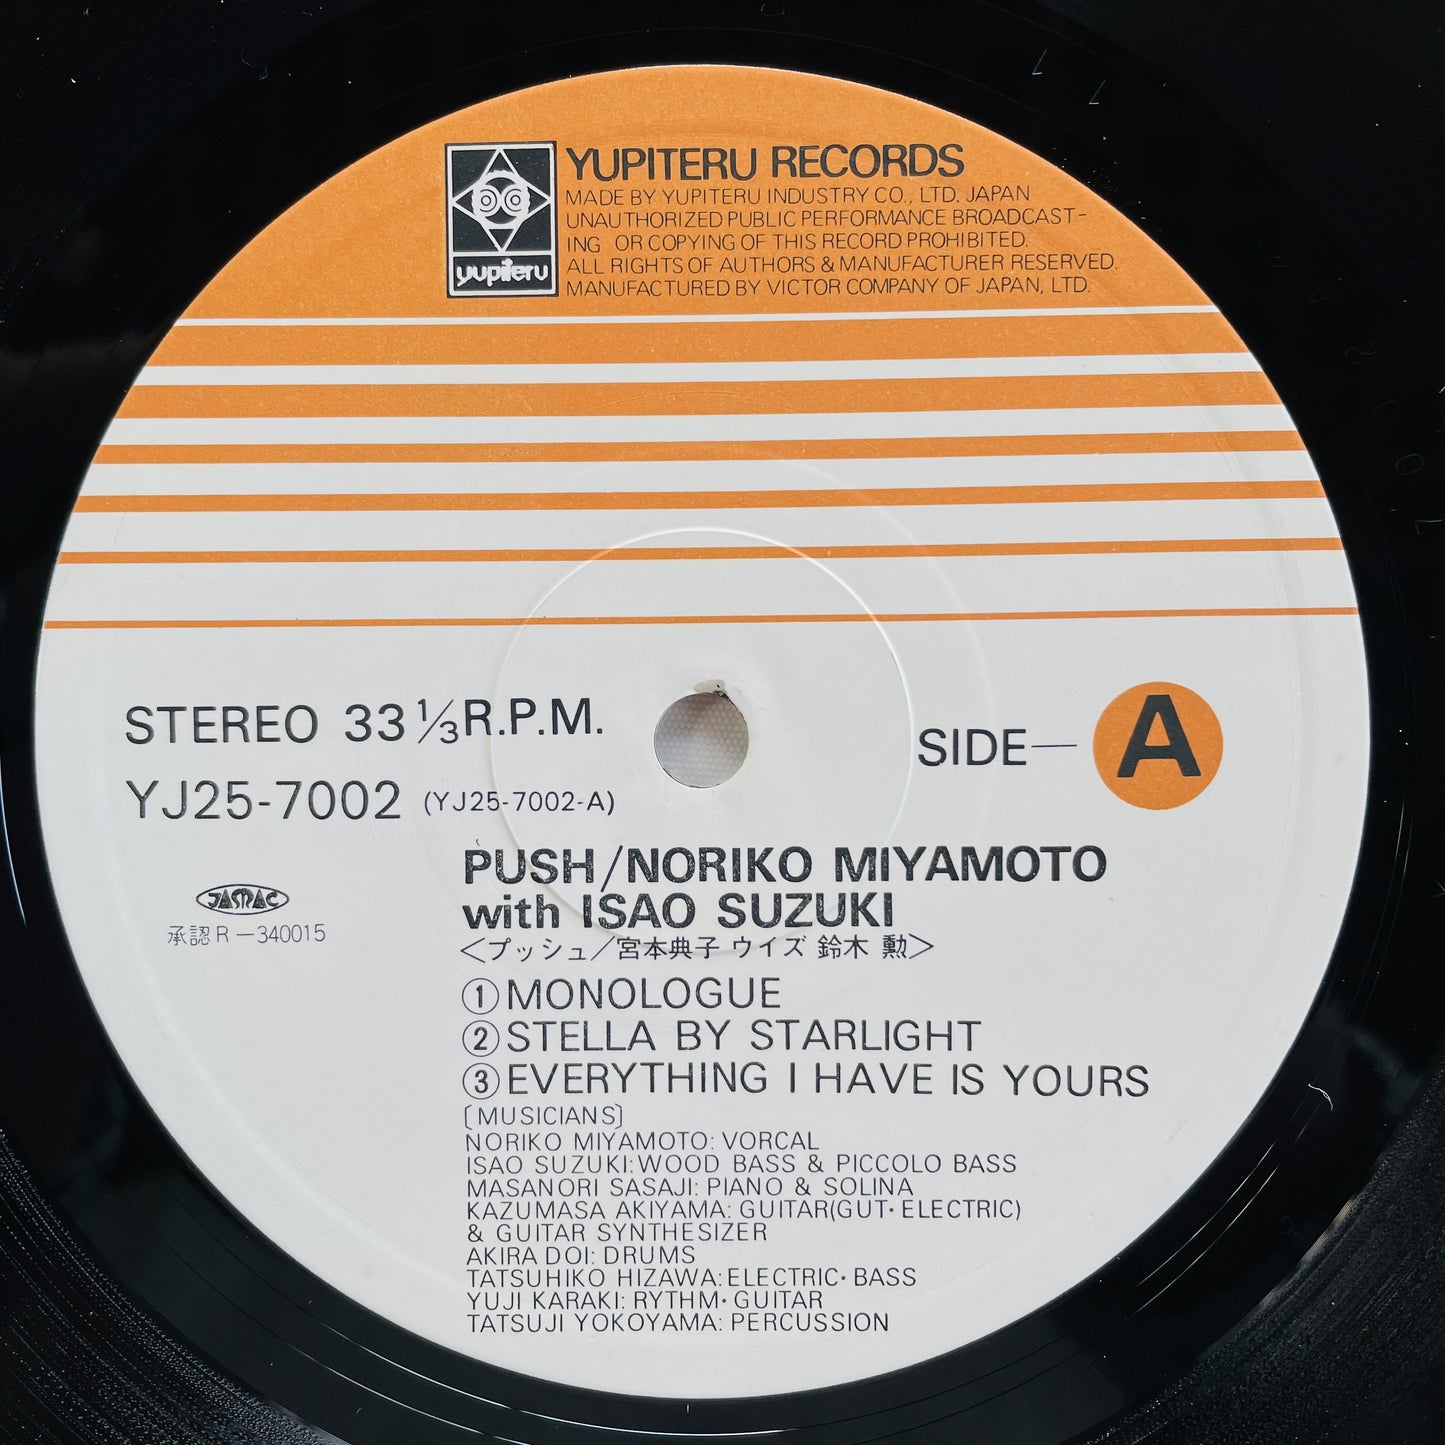 YUPITERU RECORDS
MADE BY YUPITERU INDUSTRY CO., LTD. JAPAN
UNAUTHORIZED PUBLIC PERFORMANCE BROADCAST-
ING OR COPYING OF THIS RECORD PROHIBITED.
ALL RIGHTS OF AUTHORS & MANUFACTURER RESERVED.
MANUFACTURED BY VICTOR COMPANY OF JAPAN, LTD.
yupiteru
STEREO 33 ⅓ R.P.M.
SIDE—A
YJ25-7002 (YJ25-7002-A)
PUSH/NORIKO MIYAMOTO
with ISAO SUZUKI
<プッシュ/宮本典子 ウイズ 鈴木 勲>
JASRAC
承認R-340015
①MONOLOGUE
②STELLA BY STARLIGHT
③EVERYTHING I HAVE IS YOURS
[MUSICIANS]
NORIKO MIYAMOTO: VORCAL
ISAO SUZUKI: WOOD BASS & PICCOLO BASS
MASANORI SASAJI: PIANO & SOLINA
KAZUMASA AKIYAMA: GUITAR(GUT・ELECTRIC)
& GUITAR SYNTHESIZER
AKIRA DOI: DRUMS
TATSUHIKO HIZAWA: ELECTRIC・BASS
YUJI KARAKI: RYTHM・GUITAR
TATSUJI YOKOYAMA: PERCUSSION